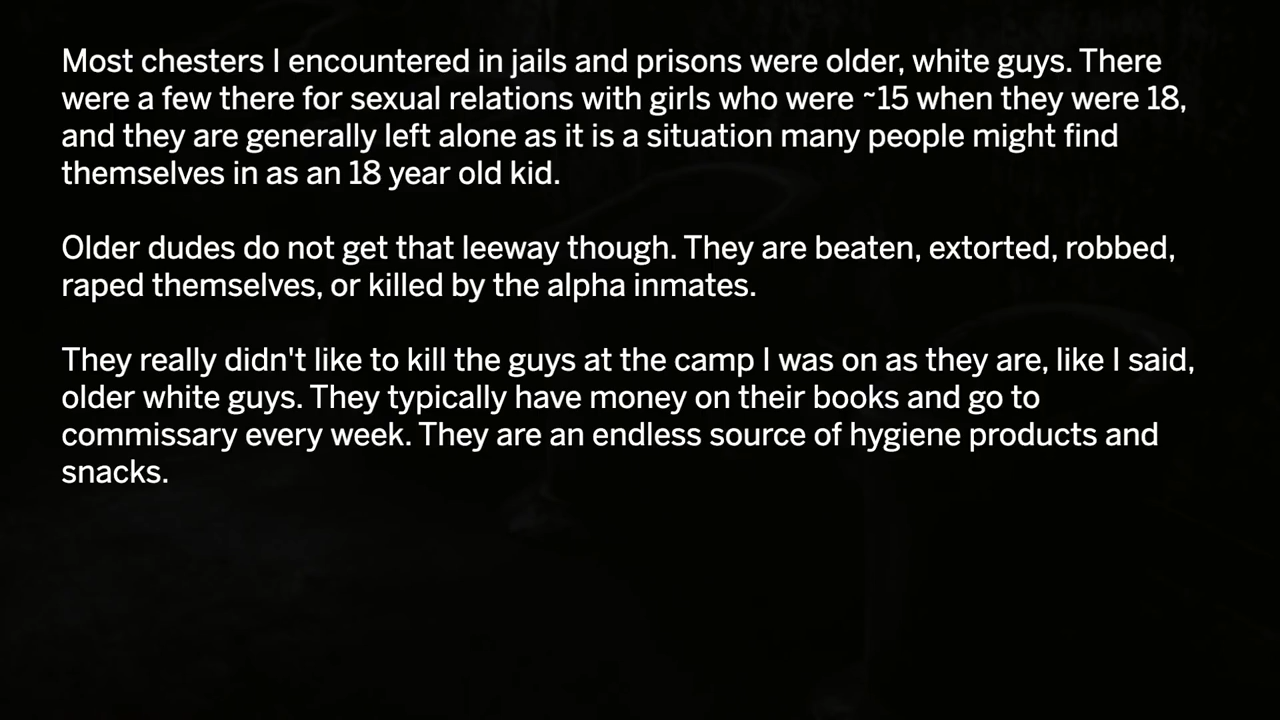 Most chesters I encountered in jails and prisons were older, white guys. There
were a few there for sexual relations with girls who were ~15 when they were 18,
and they are generally left alone as it is a situation many people might find
themselves in as an 18 year old kid.
Older dudes do not get that leeway though. They are beaten, extorted, robbed,
raped themselves, or killed by the alpha inmates.
They really didn't like to kill the guys at the camp I was on as they are, like I said,
older white guys. They typically have money on their books and go to
commissary every week. They are an endless source of hygiene products and
snacks.